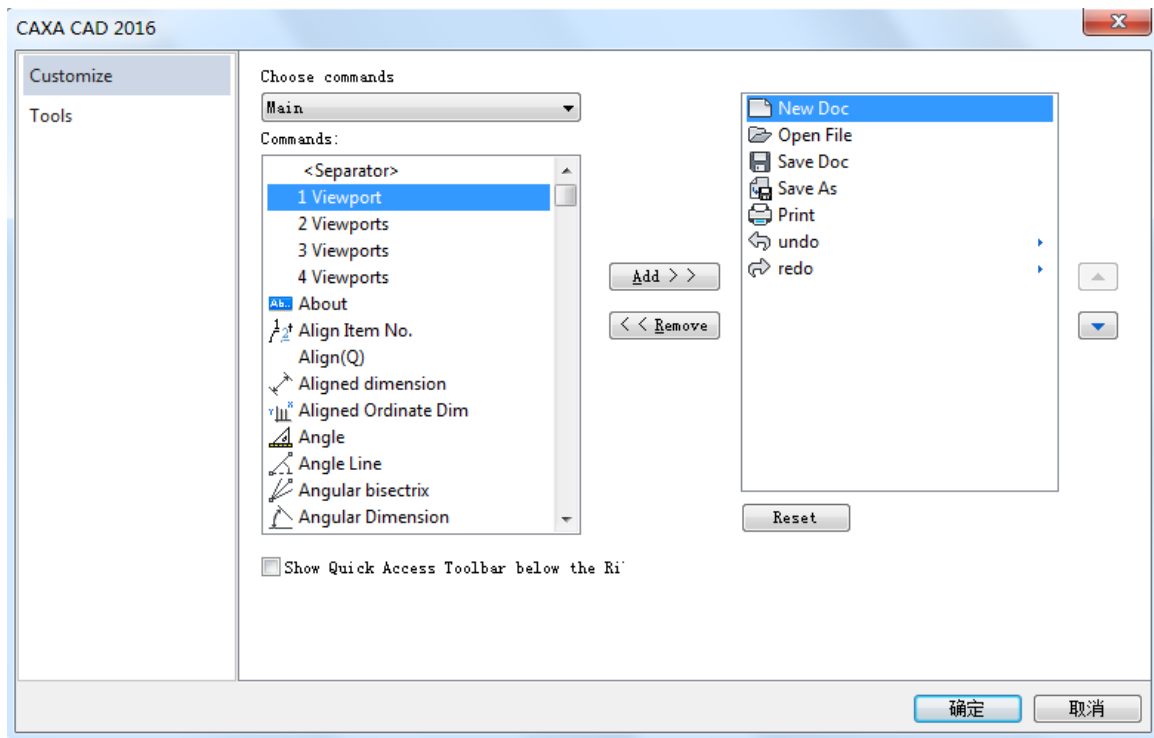 CAXA CAD 2016
Customize
Tools
Choose commands
Main
Commands:
<Separator>
1 Viewport
2 Viewports
3 Viewports
4 Viewports
About
Align Item No.
Align(Q)
Aligned dimension
Aligned Ordinate Dim
Angle
Angle Line
Angular bisectrix
Angular Dimension
Show Quick Access Toolbar below the Ri
Add > >
< < Remove
New Doc
Open File
Save Doc
Save As
Print
undo
redo
Reset
确定
取消